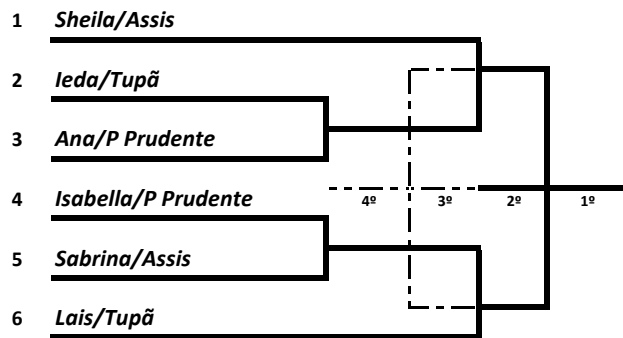 1 Sheila/Assis
2 Ieda/Tupã
3 Ana/P Prudente
4 Isabella/P Prudente
4º 3º 2º 1º
5 Sabrina/Assis
6 Lais/Tupã